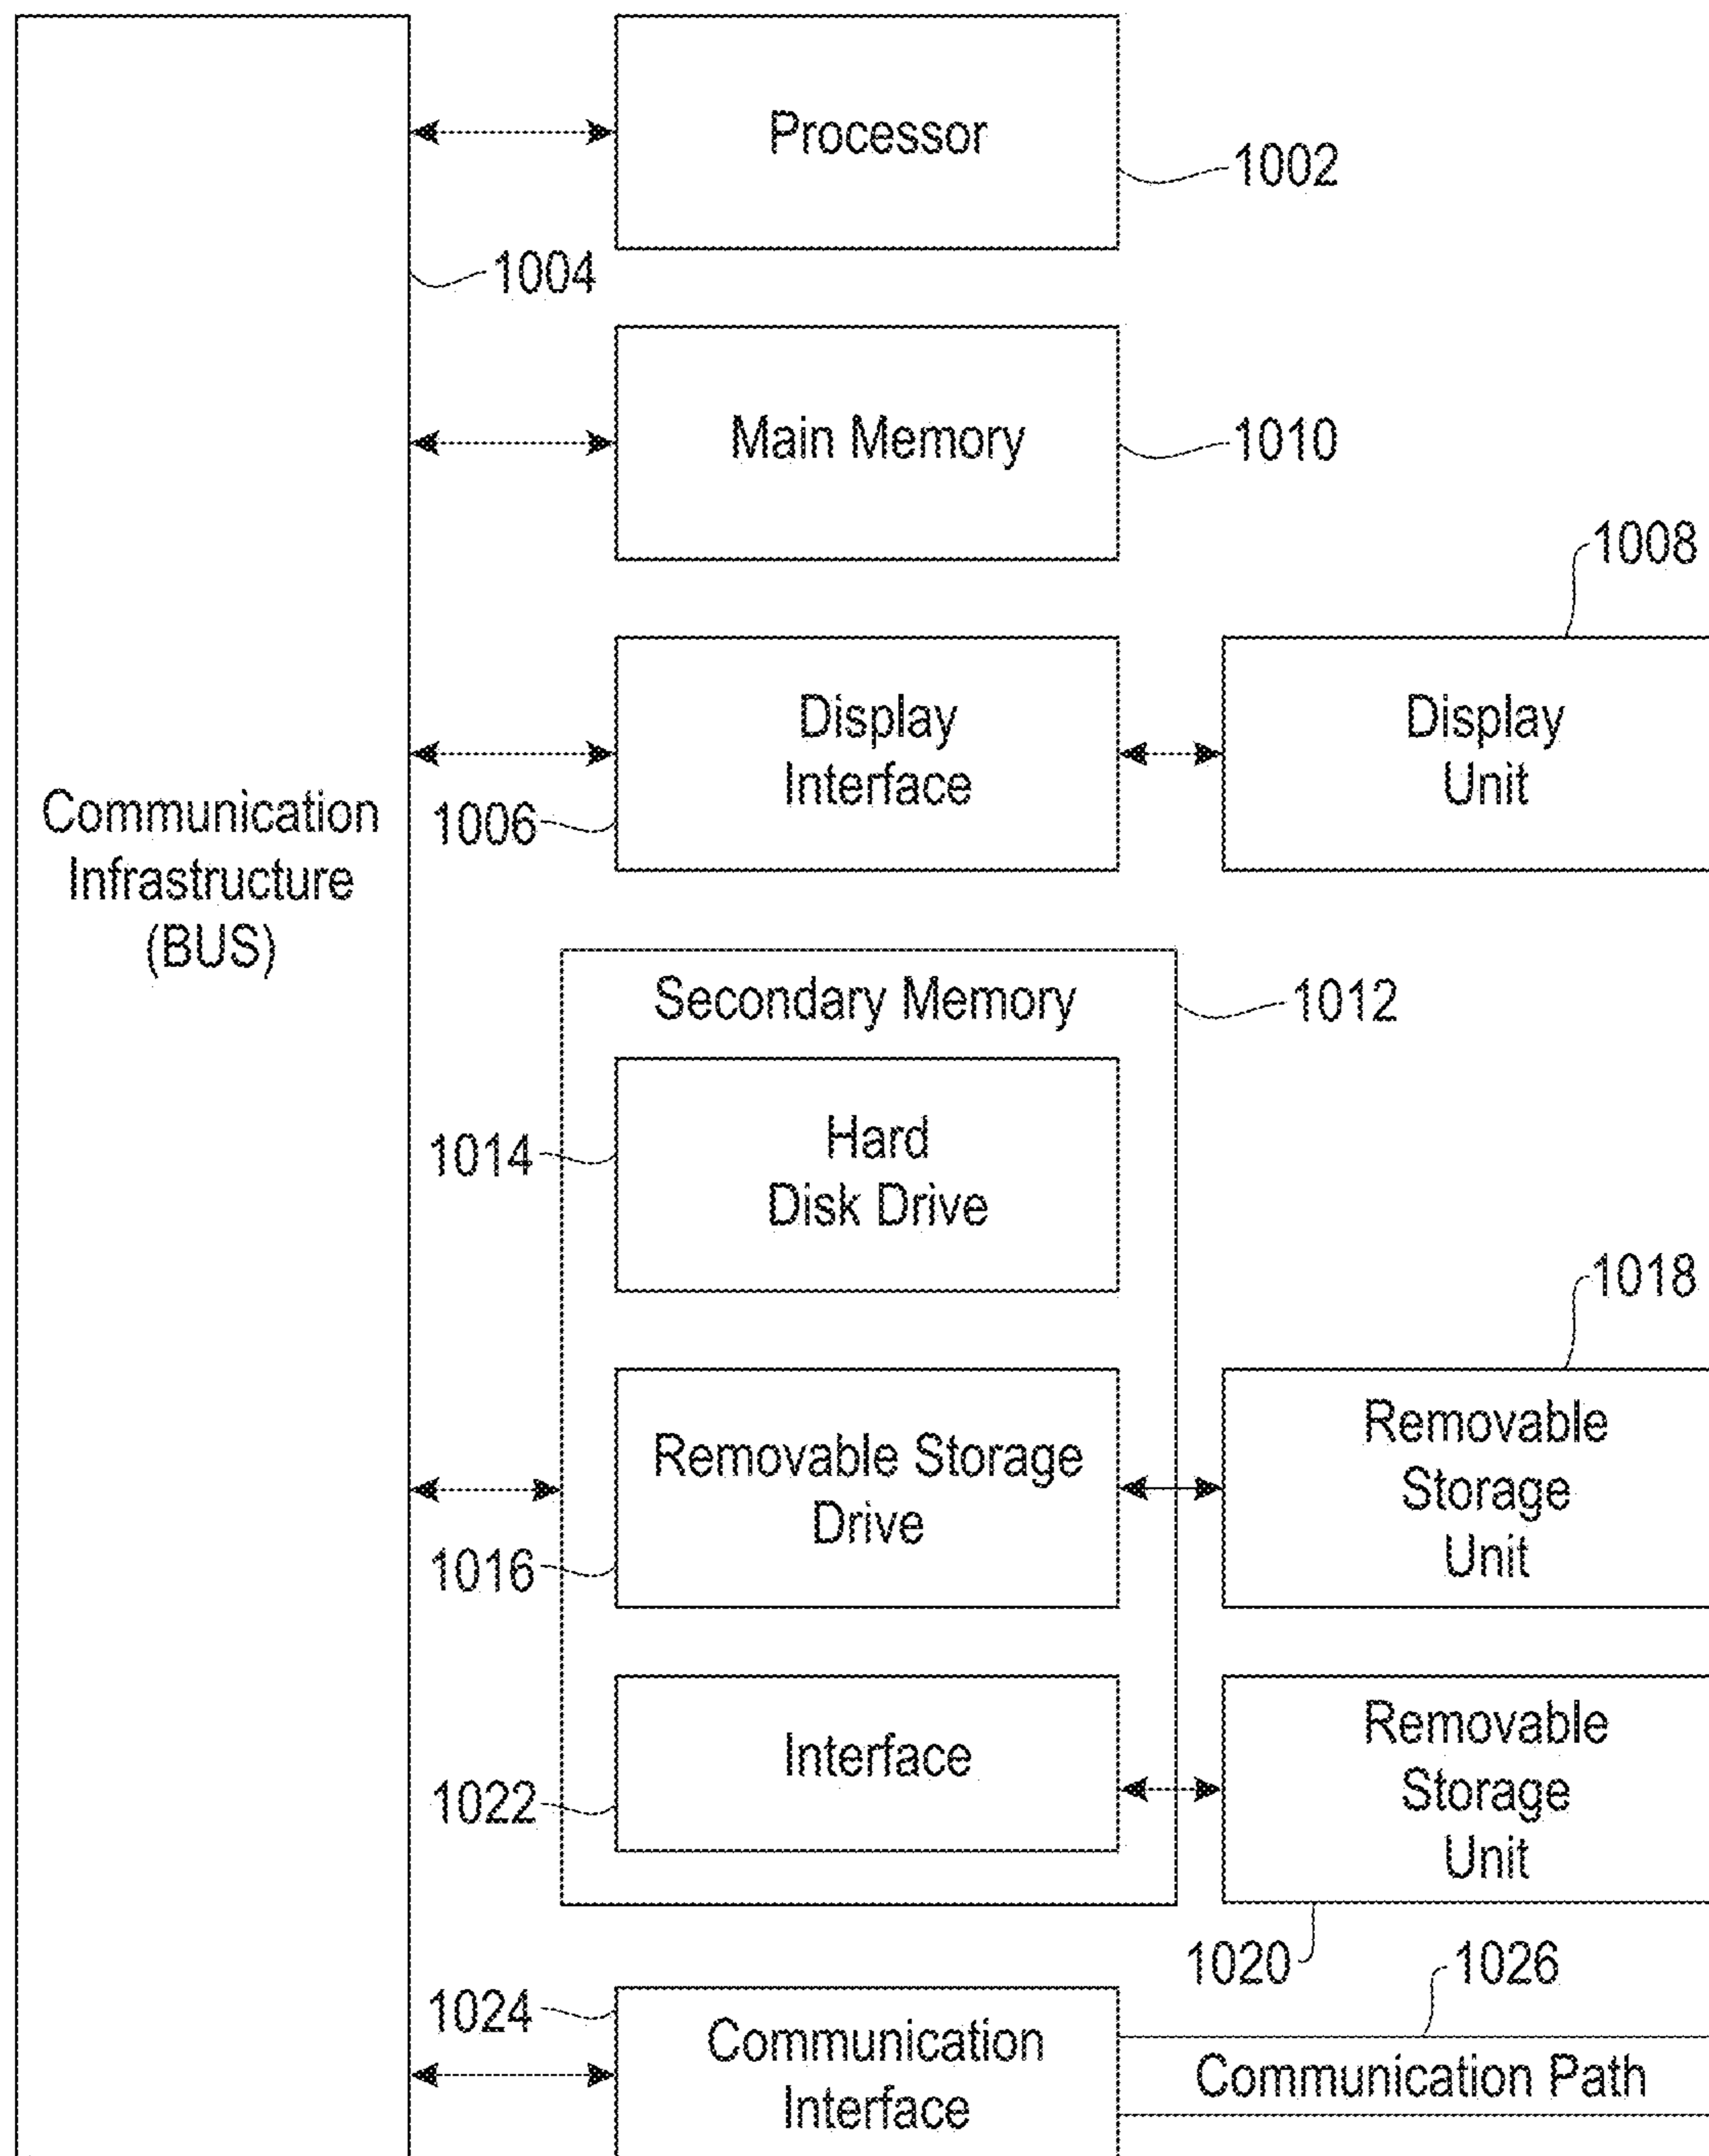 Processor
1002
1004
Main Memory
1010
1008
Display
Interface
Display
Unit
1006
Communication
Infrastructure
(BUS)
Secondary Memory
1012
Hard
Disk Drive
1014
1018
Removable Storage
Drive
1016
Removable
Storage
Unit
Interface
1022
Removable
Storage
Unit
1020
1026
1024
Communication
Interface
Communication Path